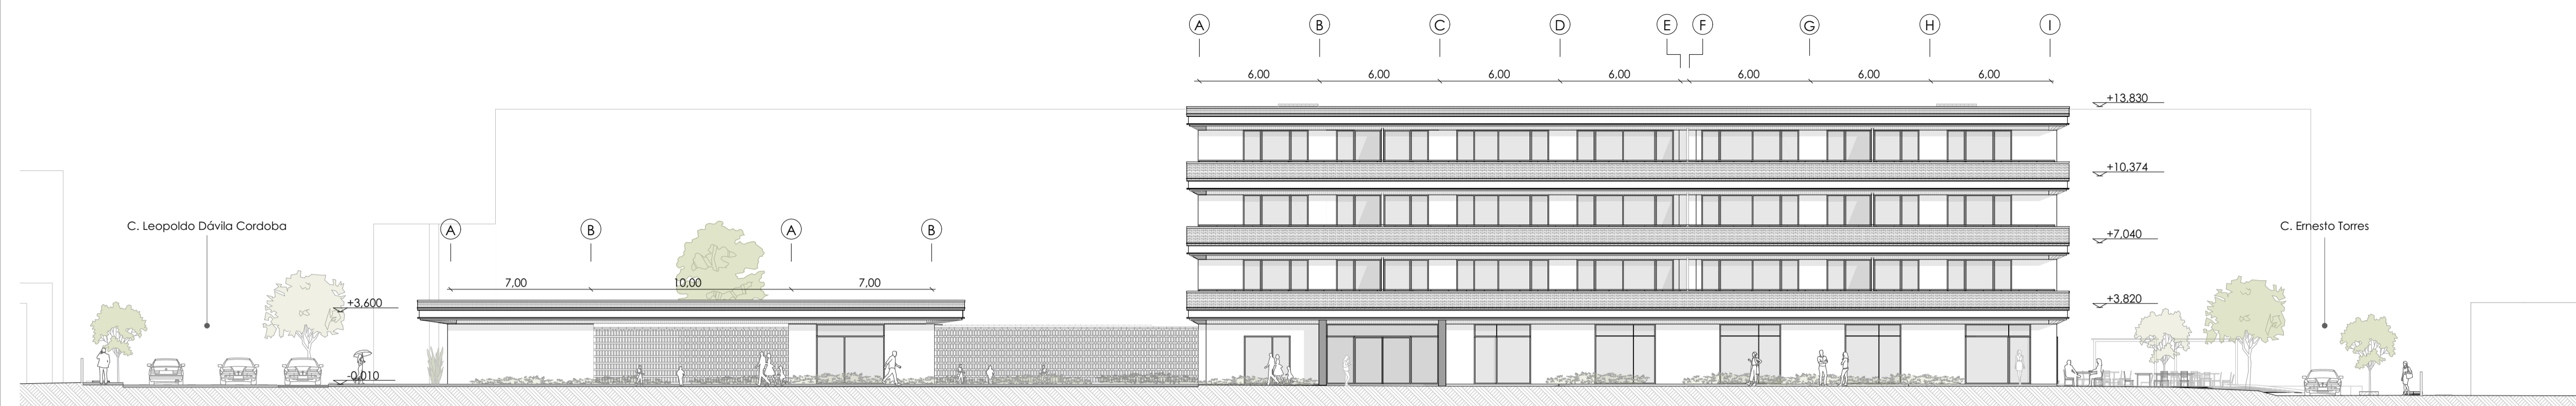 A B C D E F G H I
6,00 6,00 6,00 6,00 6,00 6,00 6,00
+13,830
+10,374
C. Leopoldo Dávila Cordoba
A B A B
+7,040
C. Ernesto Torres
7,00 10,00 7,00
+3,600
+3,820
-0,010